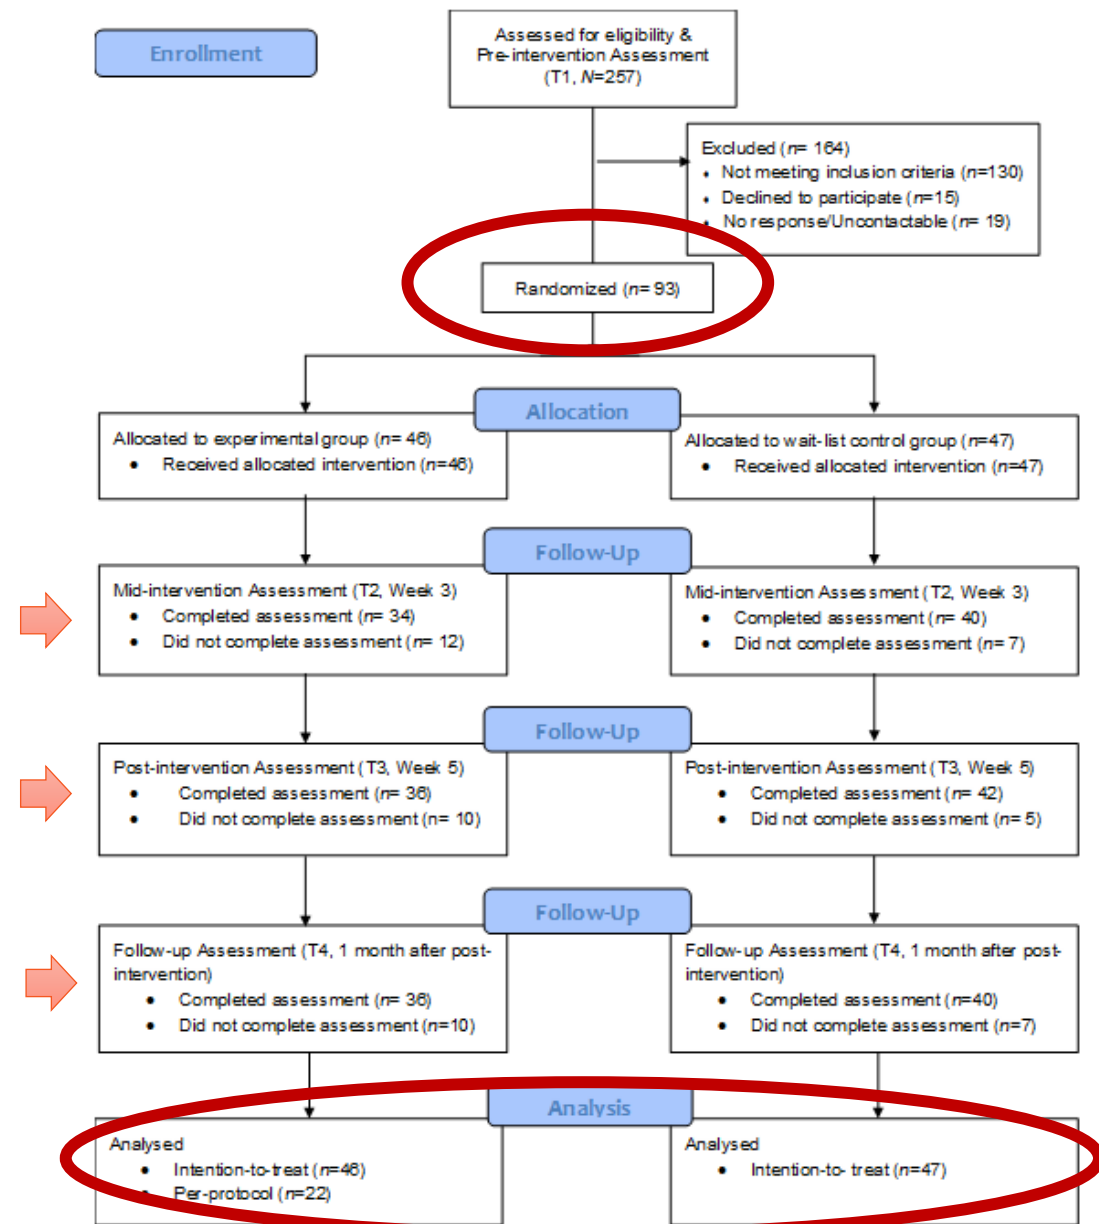 Enrollment
Assessed for eligibility &
Pre-intervention Assessment
(T1, N=257)
Excluded (n= 164)
⬧ Not meeting inclusion criteria (n=130)
⬧ Declined to participate (n=15)
⬧ No response/Uncontactable (n= 19)
Randomized (n= 93)
Allocation
Allocated to experimental group (n= 46)
• Received allocated intervention (n=46)
Allocated to wait-list control group (n=47)
• Received allocated intervention (n=47)
Follow-Up
Mid-intervention Assessment (T2, Week 3)
• Completed assessment (n= 34)
• Did not complete assessment (n= 12)
Mid-intervention Assessment (T2, Week 3)
• Completed assessment (n= 40)
• Did not complete assessment (n= 7)
Follow-Up
Post-intervention Assessment (T3, Week 5)
• Completed assessment (n= 36)
• Did not complete assessment (n= 10)
Post-intervention Assessment (T3, Week 5)
• Completed assessment (n= 42)
• Did not complete assessment (n= 5)
Follow-Up
Follow-up Assessment (T4, 1 month after post-
intervention)
• Completed assessment (n= 36)
• Did not complete assessment (n=10)
Follow-up Assessment (T4, 1 month after post-
intervention)
• Completed assessment (n=40)
• Did not complete assessment (n=7)
Analysis
Analysed
• Intention-to-treat (n=46)
• Per-protocol (n=22)
Analysed
• Intention-to- treat (n=47)